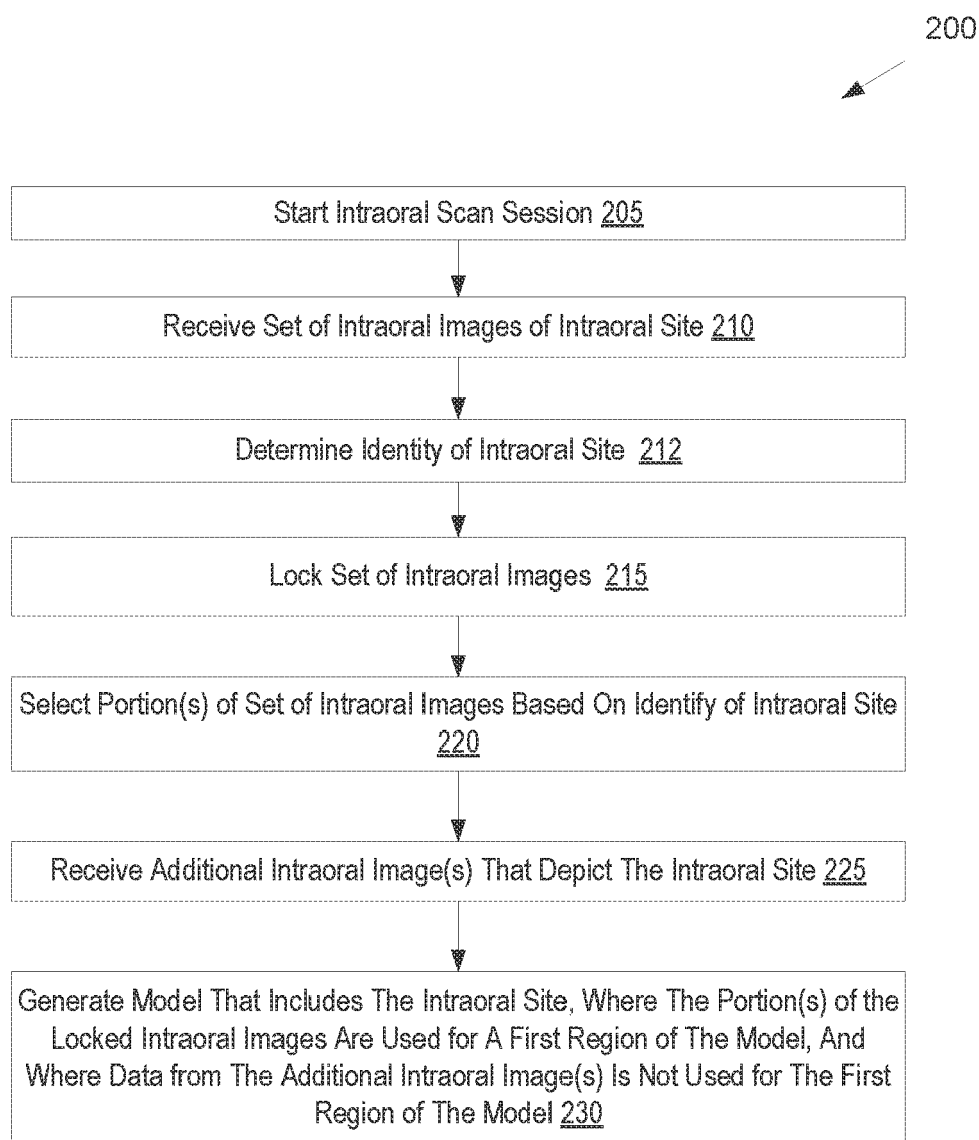 200
Start Intraoral Scan Session 205
Receive Set of Intraoral Images of Intraoral Site 210
Determine Identity of Intraoral Site 212
Lock Set of Intraoral Images 215
Select Portion(s) of Set of Intraoral Images Based On Identify of Intraoral Site
220
Receive Additional Intraoral Image(s) That Depict The Intraoral Site 225
Generate Model That Includes The Intraoral Site, Where The Portion(s) of the
Locked Intraoral Images Are Used for A First Region of The Model, And
Where Data from The Additional Intraoral Image(s) Is Not Used for The First
Region of The Model 230